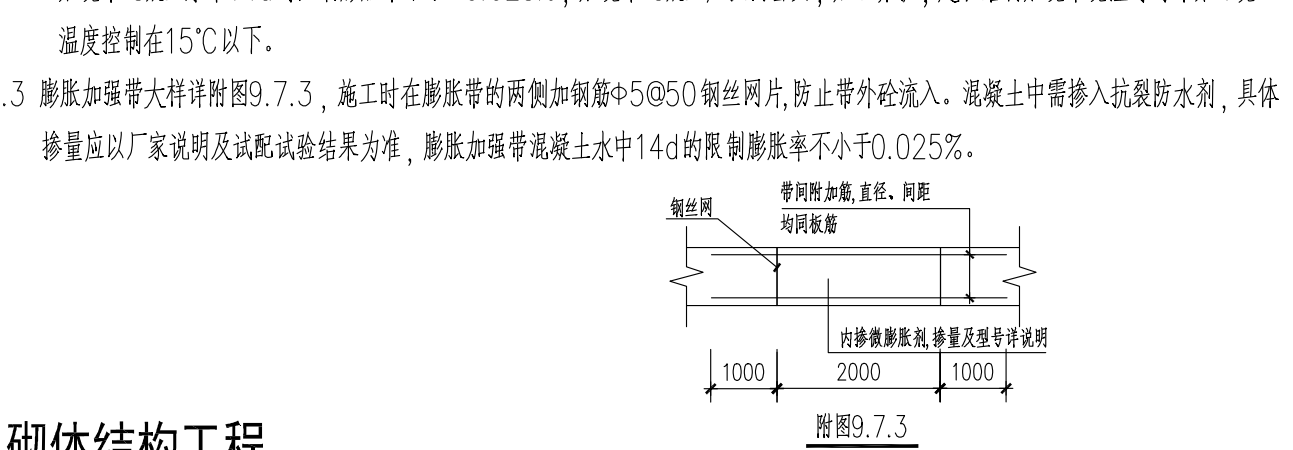 温度控制在15℃以下。
.3 膨胀加强带大样详附图9.7.3，施工时在膨胀带的两侧加钢筋Φ5@50钢丝网片,防止带外砼流入。混凝土中需掺入抗裂防水剂，具体
掺量应以厂家说明及试配试验结果为准，膨胀加强带混凝土水中14d的限制膨胀率不小于0.025%。
带间附加筋,直径、间距
钢丝网
均同板筋
内掺微膨胀剂,掺量及型号详说明
1000 2000 1000
附图9.7.3
砌体结构工程